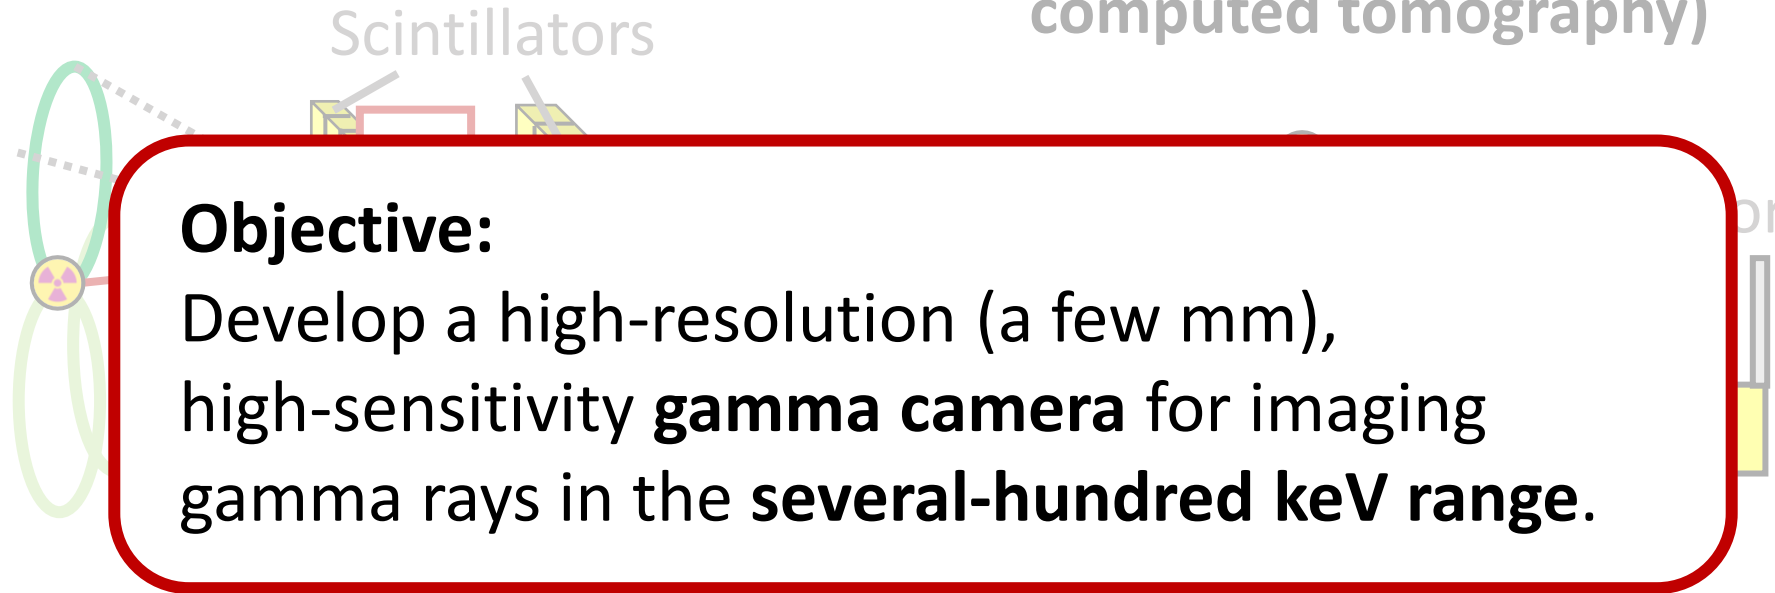 Scintillators
computed tomography)
Objective:
Develop a high-resolution (a few mm),
high-sensitivity gamma camera for imaging
gamma rays in the several-hundred keV range.